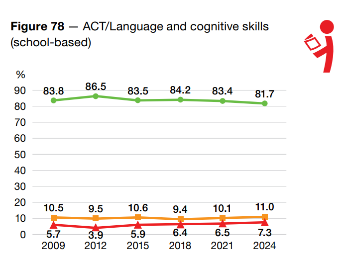 Figure 78 — ACT/Language and cognitive skills
(school-based)
%
90
80
70
60
50
40
30
20
10
0
83.8 86.5 83.5 84.2 83.4 81.7
10.5 9.5 10.6 9.4 10.1 11.0
5.7 3.9 5.9 6.4 6.5 7.3
2009 2012 2015 2018 2021 2024